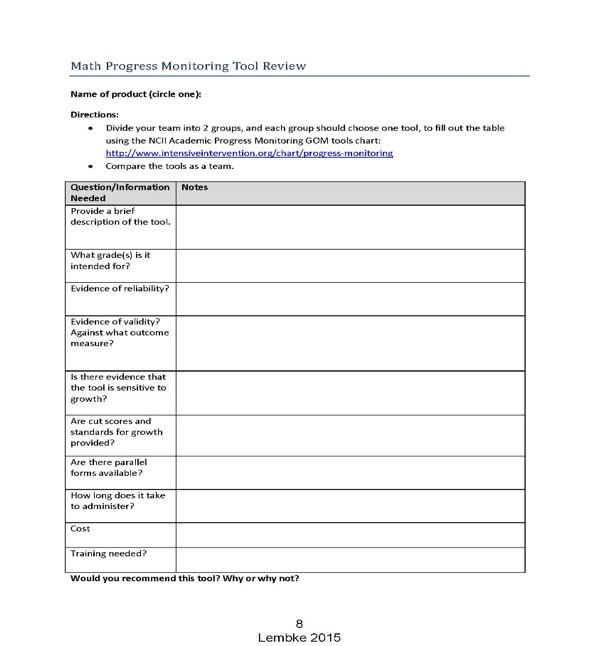 Math Progress Monitoring Tool Review
Name of product (circle one):
Directions:
• Divide your team into 2 groups, and each group should choose one tool, to fill out the table
using the NCII Academic Progress Monitoring GOM tools chart:
http://www.intensiveintervention.org/chart/progress-monitoring
• Compare the tools as a team.
Question/Information Notes
Needed
Provide a brief
description of the tool.
What grade(s) is it
intended for?
Evidence of reliability?
Evidence of validity?
Against what outcome
measure?
Is there evidence that
the tool is sensitive to
growth?
Are cut scores and
standards for growth
provided?
Are there parallel
forms available?
How long does it take
to administer?
Cost
Training needed?
Would you recommend this tool? Why or why not?
8
Lembke 2015